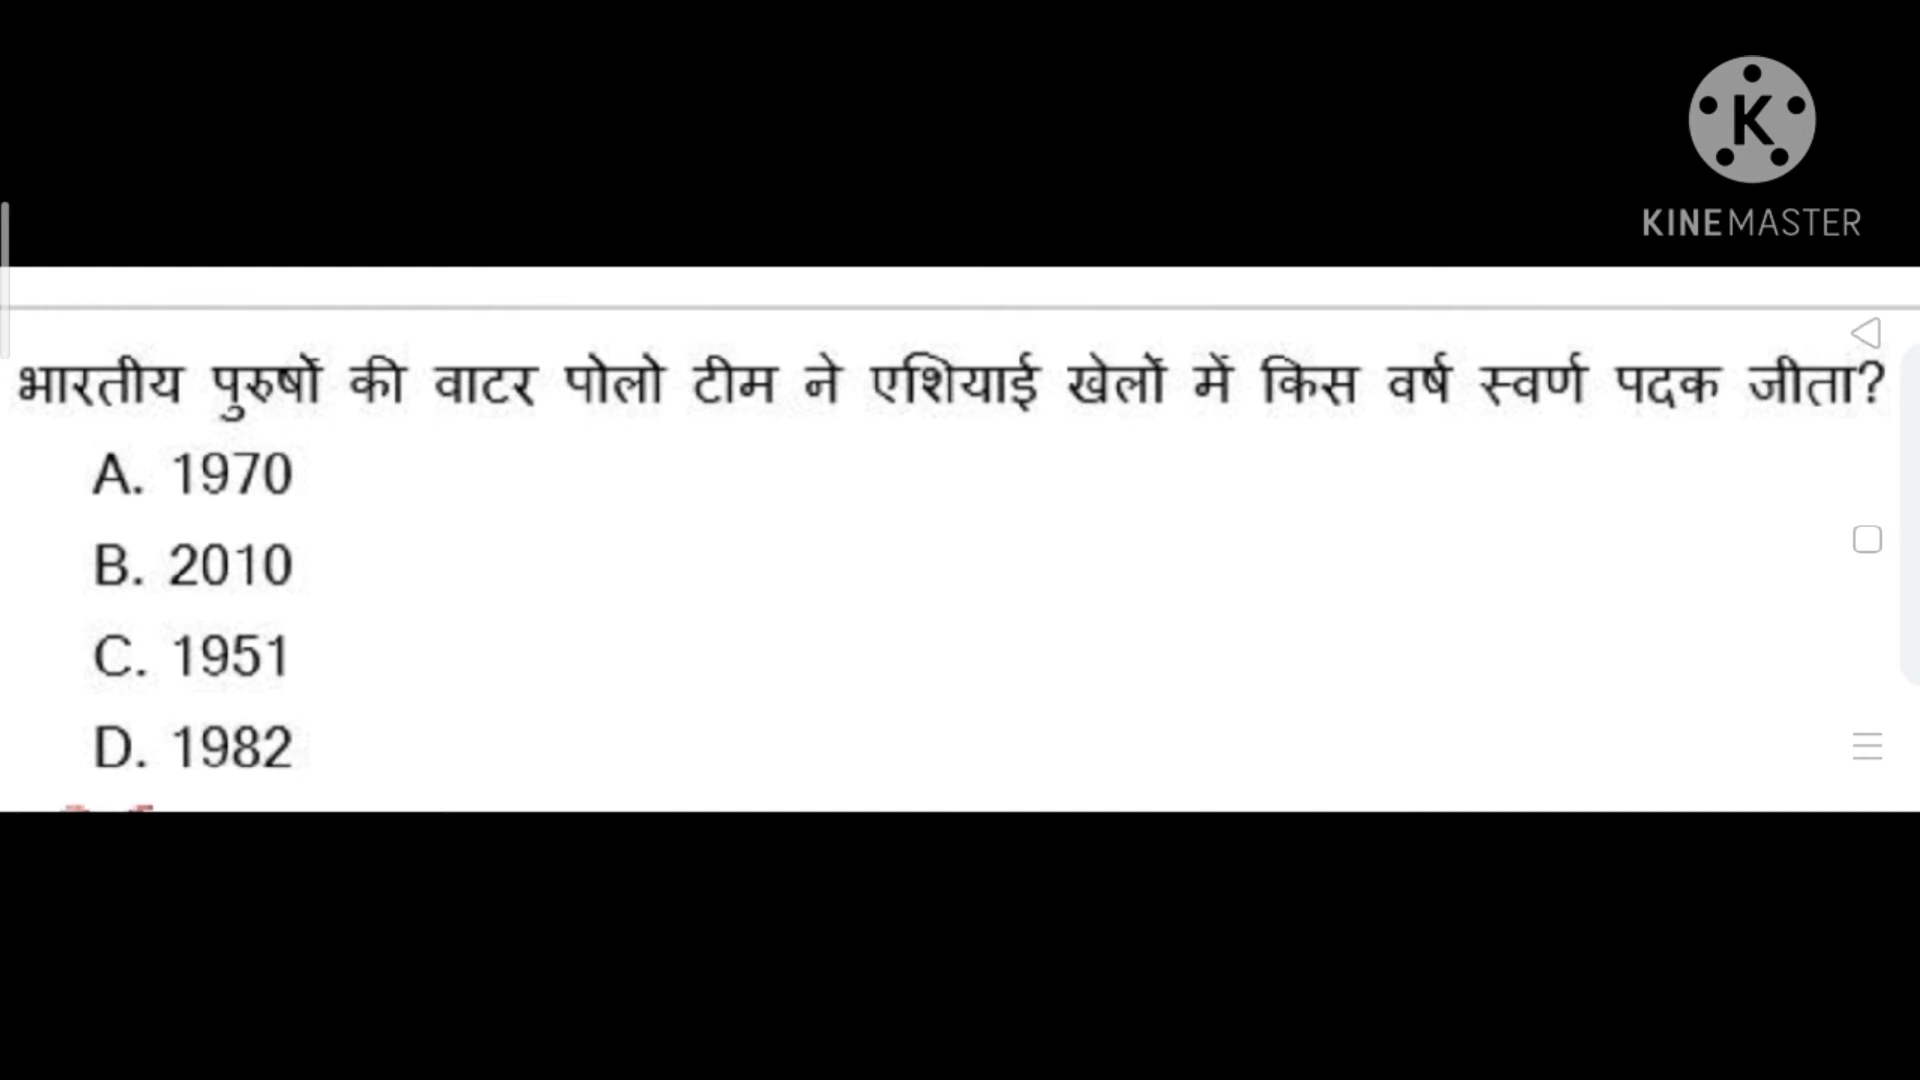 K
KINEMASTER
भारतीय पुरुषों की वाटर पोलो टीम ने एशियाई खेलों में किस वर्ष स्वर्ण पदक जीता?
A. 1970
B. 2010
C. 1951
D. 1982